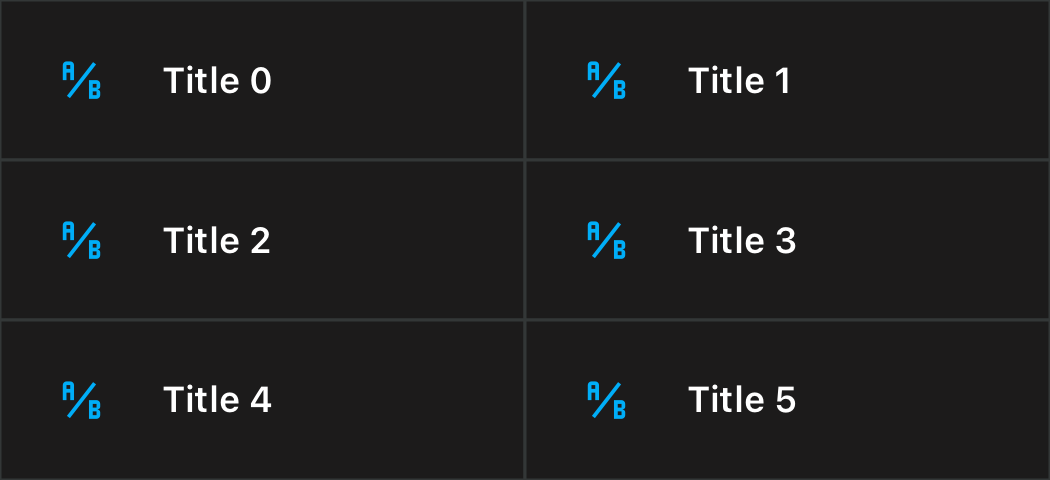 A/B Title 0
A/B Title 1
A/B Title 2
A/B Title 3
A/B Title 4
A/B Title 5